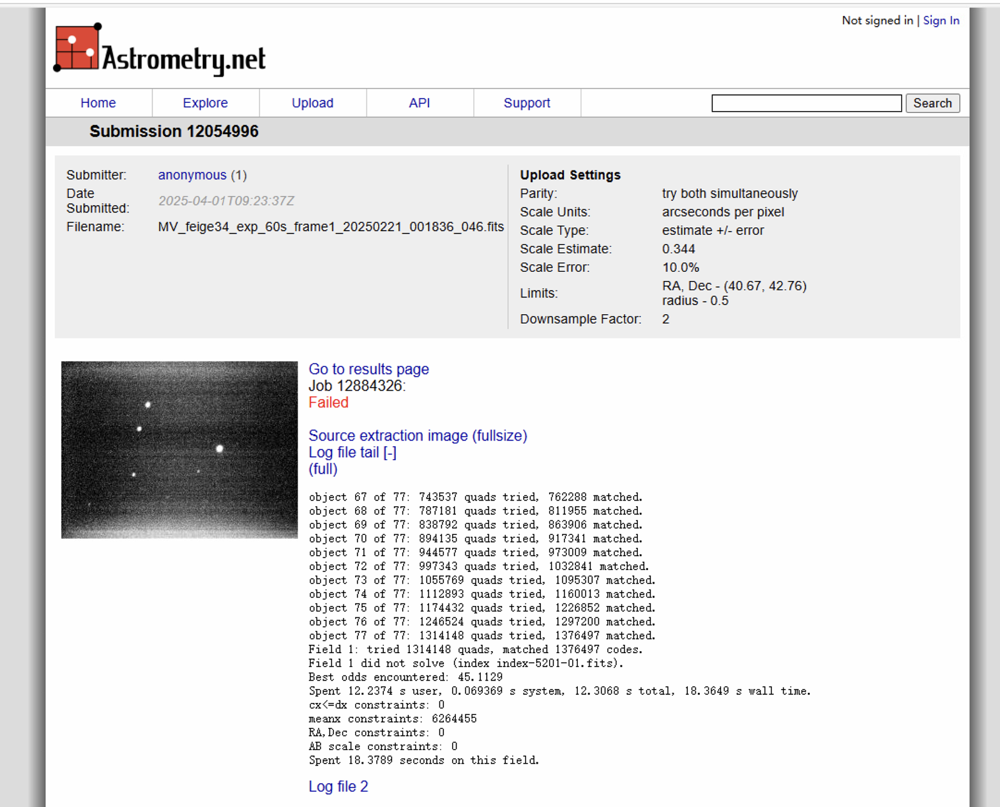 Not signed in | Sign In
Astrometry.net
Home Explore Upload API Support Search
Submission 12054996
Submitter: anonymous (1)
Date Submitted: 2025-04-01T09:23:37Z
Filename: MV_feige34_exp_60s_frame1_20250221_001836_046.fits
Upload Settings
Parity: try both simultaneously
Scale Units: arcseconds per pixel
Scale Type: estimate +/- error
Scale Estimate: 0.344
Scale Error: 10.0%
Limits: RA, Dec - (40.67, 42.76)
radius - 0.5
Downsample Factor: 2
Go to results page
Job 12884326:
Failed
Source extraction image (fullsize)
Log file tail [-]
(full)
object 67 of 77: 743537 quads tried, 762288 matched.
object 68 of 77: 787181 quads tried, 811955 matched.
object 69 of 77: 838792 quads tried, 863906 matched.
object 70 of 77: 894135 quads tried, 917341 matched.
object 71 of 77: 944577 quads tried, 973009 matched.
object 72 of 77: 997343 quads tried, 1032841 matched.
object 73 of 77: 1055769 quads tried, 1095307 matched.
object 74 of 77: 1112893 quads tried, 1160013 matched.
object 75 of 77: 1174432 quads tried, 1226852 matched.
object 76 of 77: 1246524 quads tried, 1297200 matched.
object 77 of 77: 1314148 quads tried, 1376497 matched.
Field 1: tried 1314148 quads, matched 1376497 codes.
Field 1 did not solve (index index-5201-01.fits).
Best odds encountered: 45.1129
Spent 12.2374 s user, 0.069369 s system, 12.3068 s total, 18.3649 s wall time.
cx<=dx constraints: 0
meanx constraints: 6264455
RA,Dec constraints: 0
AB scale constraints: 0
Spent 18.3789 seconds on this field.
Log file 2